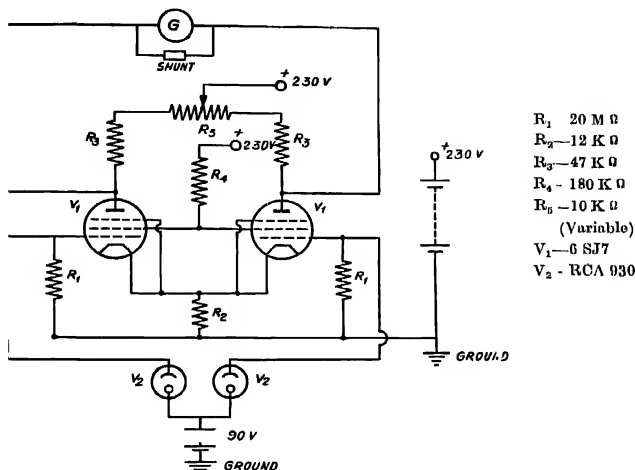 G
SHUNT
+
230 V
R5
R3
R3
+
230V
R4
V1
V1
R1
R1
R2
+
230 V
GROUND
V2
V2
90 V
GROUND
R1 20 M Ω
R2—12 K Ω
R3—47 K Ω
R4 - 180 K Ω
R5 — 10 K Ω
(Variable)
V1—6 SJ7
V2 - RCA 930